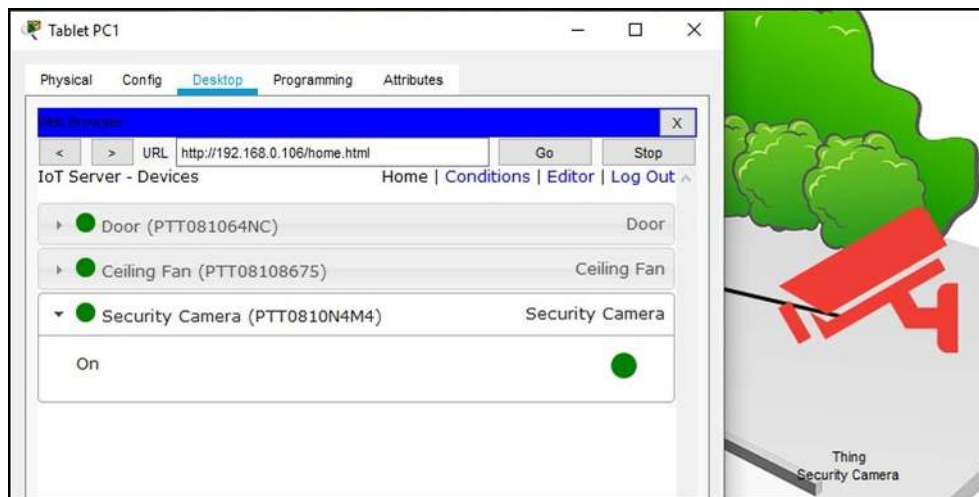 Tablet PC1
Physical Config Desktop Programming Attributes
Web Browser
X
< > URL http://192.168.0.106/home.html Go Stop
IoT Server - Devices Home | Conditions | Editor | Log Out
Door (PTT081064NC) Door
Ceiling Fan (PTT08108675) Ceiling Fan
Security Camera (PTT0810N4M4) Security Camera
On
Thing
Security Camera